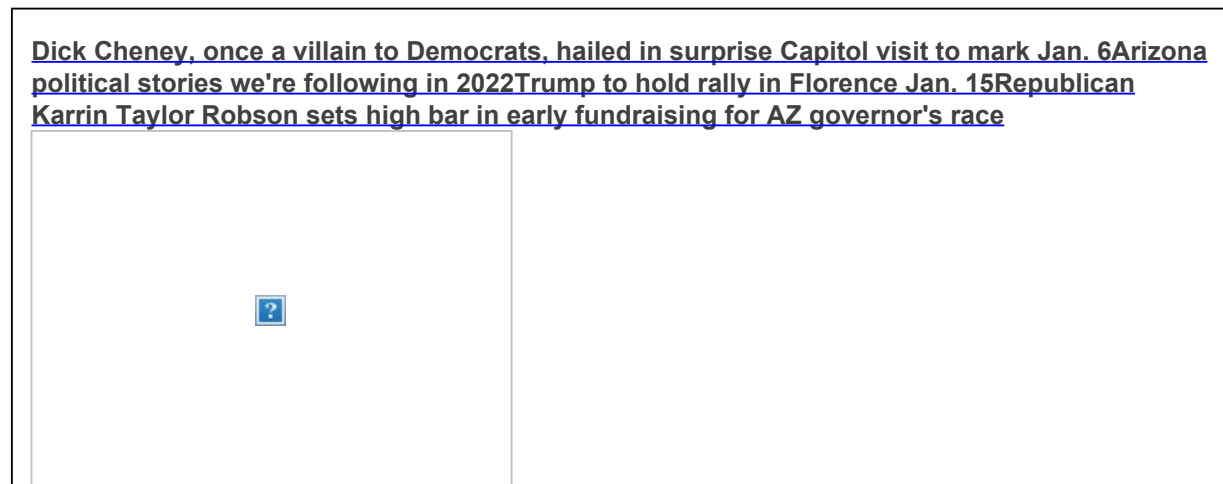 Dick Cheney, once a villain to Democrats, hailed in surprise Capitol visit to mark Jan. 6Arizona
political stories we're following in 2022Trump to hold rally in Florence Jan. 15Republican
Karrin Taylor Robson sets high bar in early fundraising for AZ governor's race